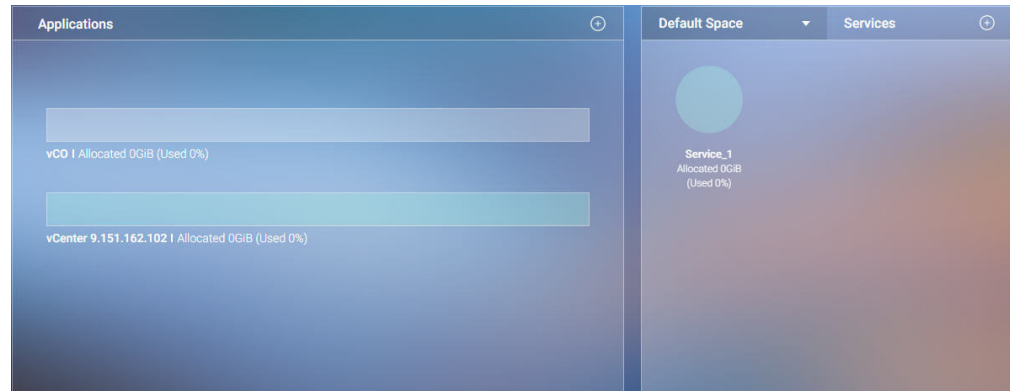 Applications
vCO | Allocated 0GiB (Used 0%)
vCenter 9.151.162.102 | Allocated 0GiB (Used 0%)
Default Space
Services
Service_1
Allocated 0GiB
(Used 0%)